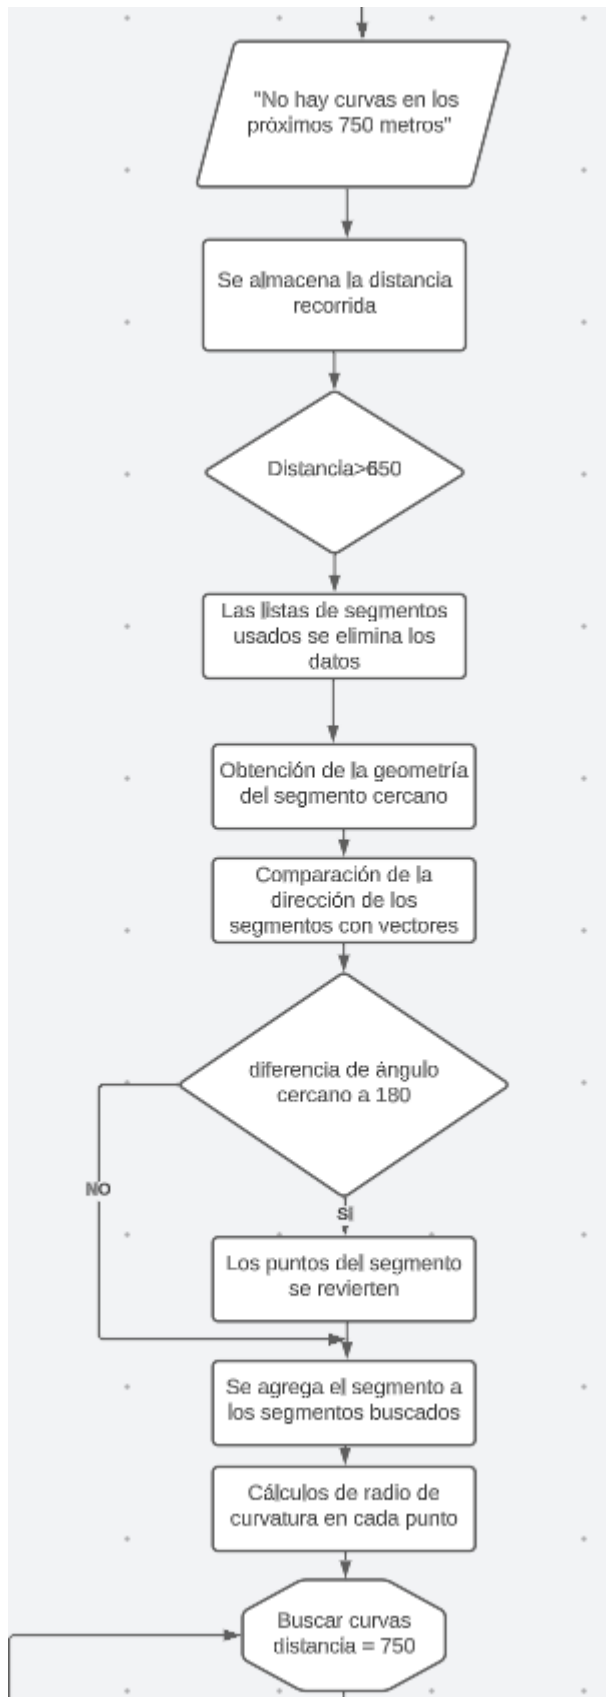 "No hay curvas en los
próximos 750 metros"
Se almacena la distancia
recorrida
Distancia>650
Las listas de segmentos
usados se elimina los
datos
Obtención de la geometría
del segmento cercano
Comparación de la
dirección de los
segmentos con vectores
diferencia de ángulo
cercano a 180
NO
SI
Los puntos del segmento
se revierten
Se agrega el segmento a
los segmentos buscados
Cálculos de radio de
curvatura en cada punto
Buscar curvas
distancia = 750